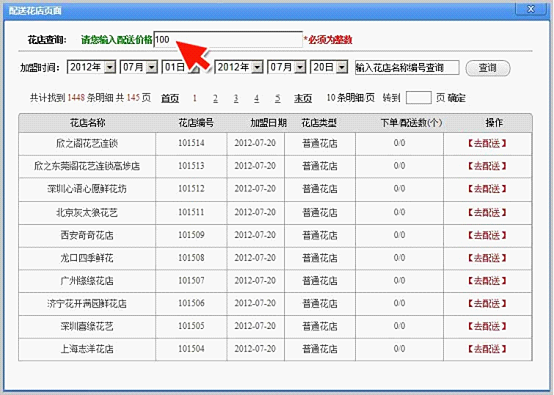 配送花店页面
花店查询: 请您输入配送价格 100 *必须为整数
加盟时间: 2012年 07月 01日 - 2012年 07月 20日 输入花店名称编号查询 查询
共计找到 1448 条明细 共 145 页 首页 1 2 3 4 5 末页 10 条明细/页 转到 页 确定
花店名称 花店编号 加盟日期 花店类型 下单/配送数(个) 操作
欣之阁花艺连锁 101514 2012-07-20 普通花店 0/0 【去配送】
欣之东莞阁花艺连锁高埗店 101513 2012-07-20 普通花店 0/0 【去配送】
深圳心语心愿鲜花坊 101512 2012-07-20 普通花店 0/0 【去配送】
北京灰太狼花艺 101511 2012-07-20 普通花店 0/0 【去配送】
西安奇奇花店 101509 2012-07-20 普通花店 0/0 【去配送】
龙口四季鲜花 101508 2012-07-20 普通花店 0/0 【去配送】
广州缘缘花店 101507 2012-07-20 普通花店 0/0 【去配送】
济宁花开满园鲜花店 101506 2012-07-20 普通花店 0/0 【去配送】
深圳喜缘花艺 101505 2012-07-20 普通花店 0/0 【去配送】
上海志洋花店 101504 2012-07-20 普通花店 0/0 【去配送】